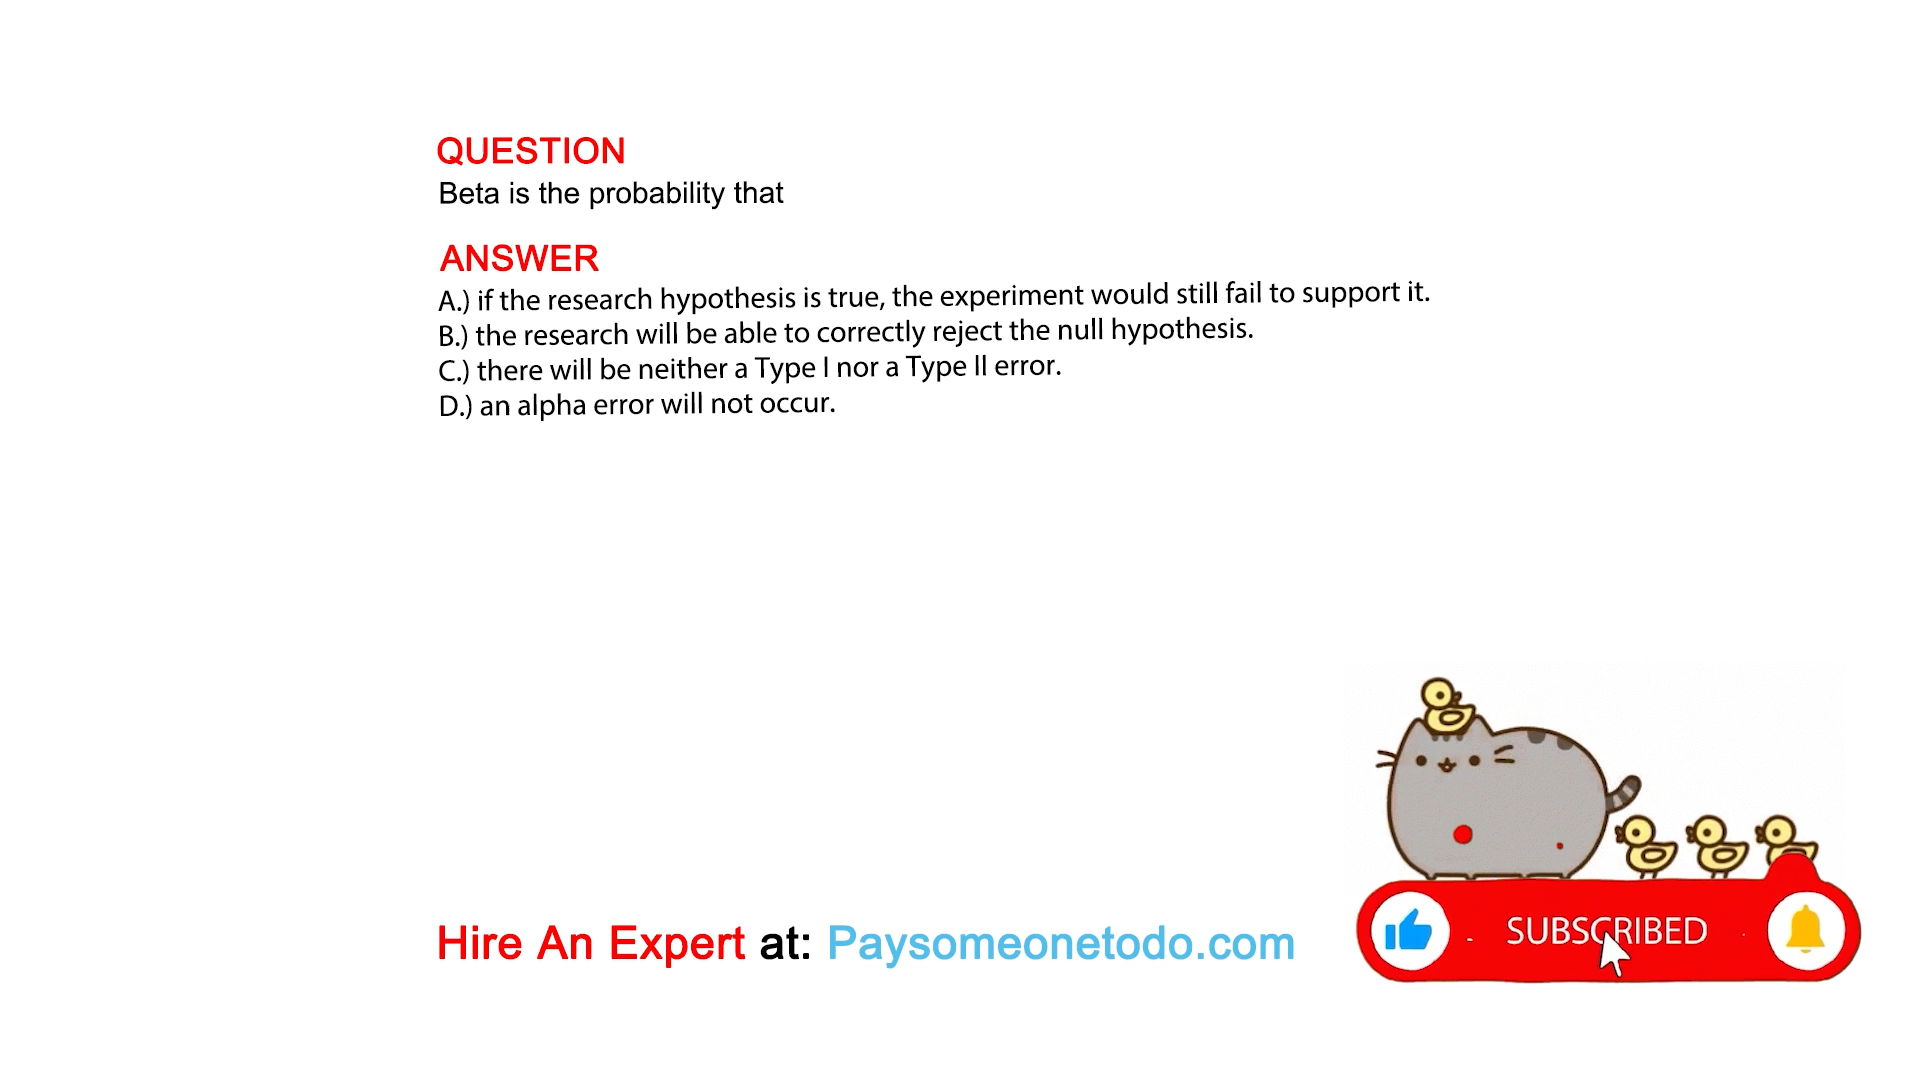 QUESTION
Beta is the probability that
ANSWER
A.) if the research hypothesis is true, the experiment would still fail to support it.
B.) the research will be able to correctly reject the null hypothesis.
C.) there will be neither a Type l nor a Type ll error.
D.) an alpha error will not occur.
Hire An Expert at: Paysomeonetodo.com
SUBSCRIBED